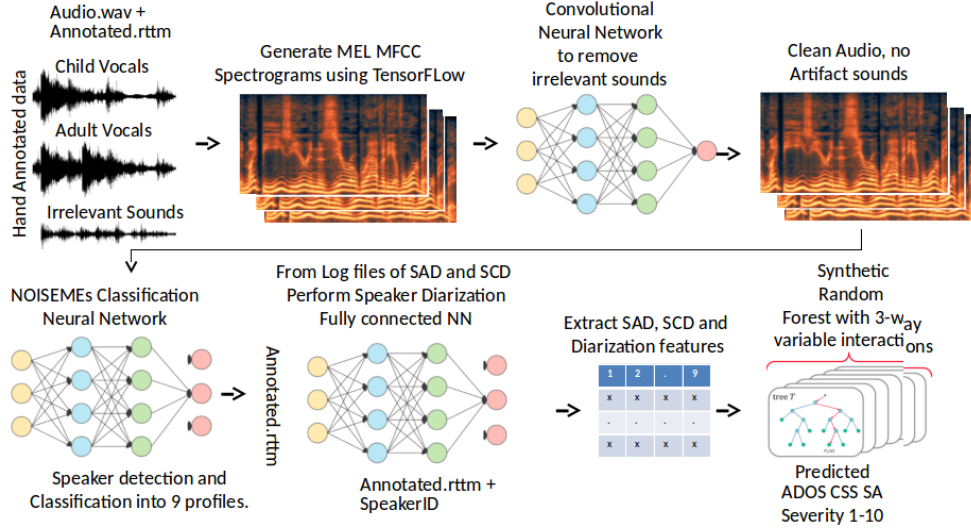 Audio.wav +
Annotated.rttm
Hand Annotated data
Child Vocals
Adult Vocals
Irrelevant Sounds
Generate MEL MFCC
Spectrograms using TensorFLow
Convolutional
Neural Network
to remove
irrelevant sounds
Clean Audio, no
Artifact sounds
NOISEMEs Classification
Neural Network
Speaker detection and
Classification into 9 profiles.
From Log files of SAD and SCD
Perform Speaker Diarization
Fully connected NN
Annotated.rttm
Annotated.rttm +
SpeakerID
Extract SAD, SCD and
Diarization features
1 2 . 9
x x x x
. . . .
x x x x
Synthetic
Random
Forest with 3-way
variable interactions
tree T
Predicted
ADOS CSS SA
Severity 1-10